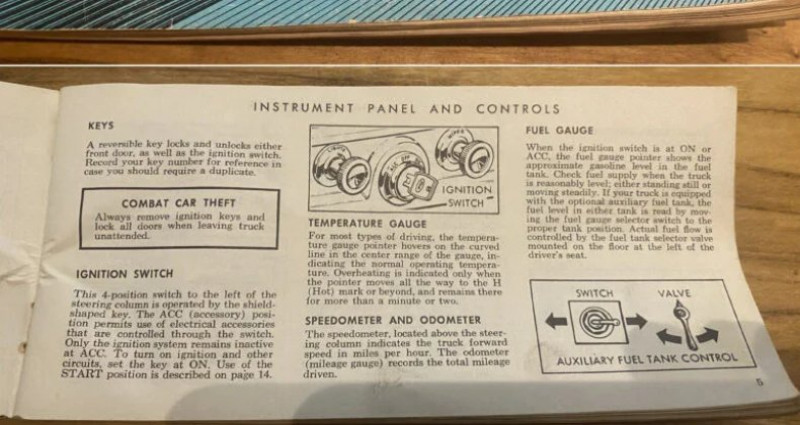 INSTRUMENT PANEL AND CONTROLS
KEYS
A reversible key locks and unlocks either
front door, as well as the ignition switch.
Record your key number for reference in
case you should require a duplicate.
COMBAT CAR THEFT
Always remove ignition keys and
lock all doors when leaving truck
unattended.
IGNITION SWITCH
This 4-position switch to the left of the
steering column is operated by the shield-
shaped key. The ACC (accessory) posi-
tion permits use of electrical accessories
that are controlled through the switch.
Only the ignition system remains inactive
at ACC. To turn on ignition and other
circuits, set the key at ON. Use of the
START position is described on page 14.
WIPER
IGNITION
SWITCH
TEMPERATURE GAUGE
For most types of driving, the tempera-
ture gauge pointer hovers on the curved
line in the center range of the gauge, in-
dicating the normal operating tempera-
ture. Overheating is indicated only when
the pointer moves all the way to the H
(Hot) mark or beyond, and remains there
for more than a minute or two.
SPEEDOMETER AND ODOMETER
The speedometer, located above the steer-
ing column indicates the truck forward
speed in miles per hour. The odometer
(mileage gauge) records the total mileage
driven.
FUEL GAUGE
When the ignition switch is at ON or
ACC, the fuel gauge pointer shows the
approximate gasoline level in the fuel
tank. Check fuel supply when the truck
is reasonably level; either standing still or
moving steadily. If your truck is equipped
with the optional auxiliary fuel tank, the
fuel level in either tank is read by mov-
ing the fuel gauge selector switch to the
proper tank position. Actual fuel flow is
controlled by the fuel tank selector valve
mounted on the floor at the left of the
driver's seat.
SWITCH VALVE
AUXILIARY FUEL TANK CONTROL
5